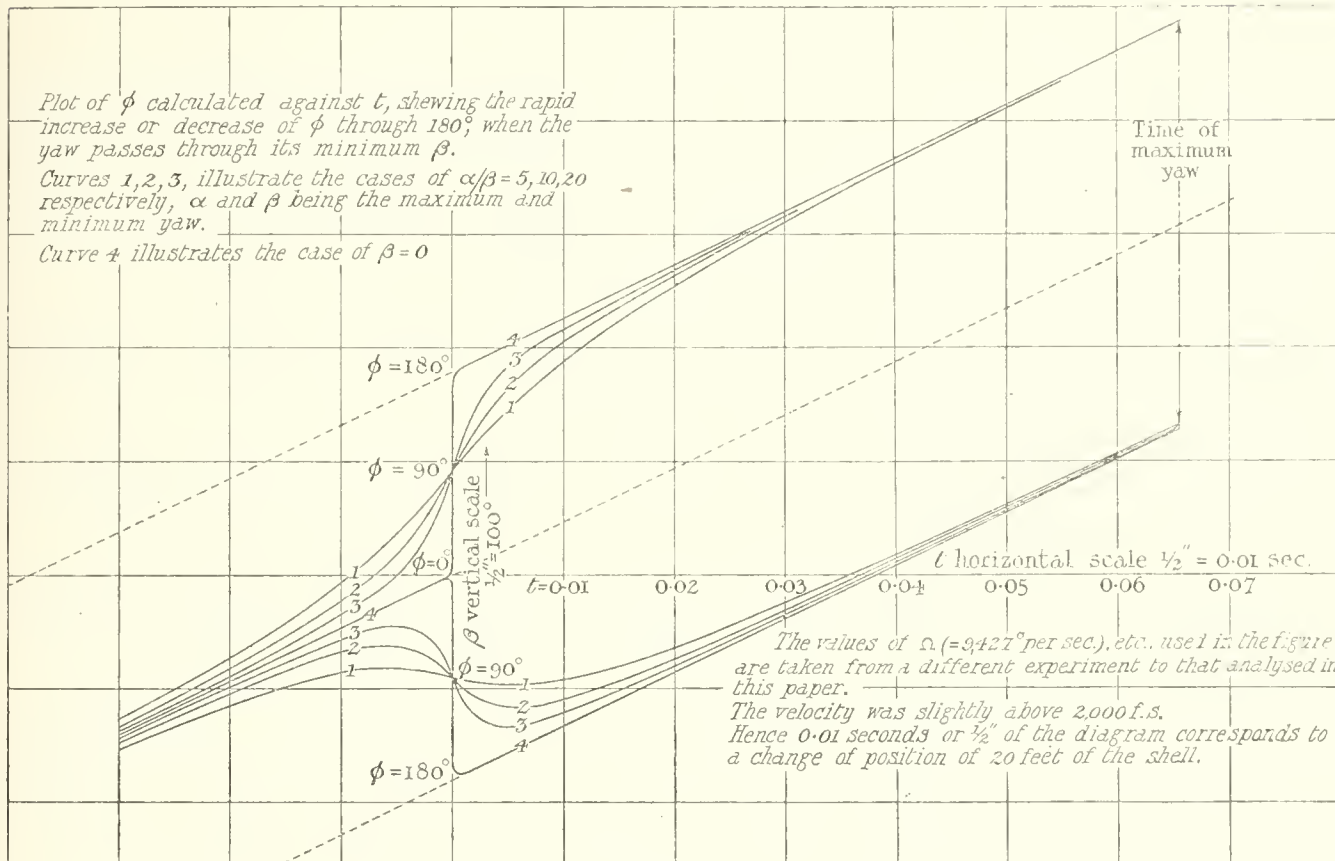 Plot of ϕ calculated against t, shewing the rapid
increase or decrease of ϕ through 180°, when the
yaw passes through its minimum β.
Curves 1,2,3, illustrate the cases of α/β=5,10,20
respectively, α and β being the maximum and
minimum yaw.
Curve 4 illustrates the case of β=0
Time of
maximum
yaw
ϕ=180°
4
3
2
1
ϕ=90°
β vertical scale
½"=100°
ϕ=0°
1
2
3
4
3
2
1
t horizontal scale ½" = 0·01 sec.
t=0·01 0·02 0·03 0·04 0·05 0·06 0·07
ϕ=90°
1
2
3
4
ϕ=180°
The values of Ω (=9,427° per sec.), etc., used in the figure
are taken from a different experiment to that analysed in
this paper.
The velocity was slightly above 2,000 f.s.
Hence 0·01 seconds or ½" of the diagram corresponds to
a change of position of 20 feet of the shell.